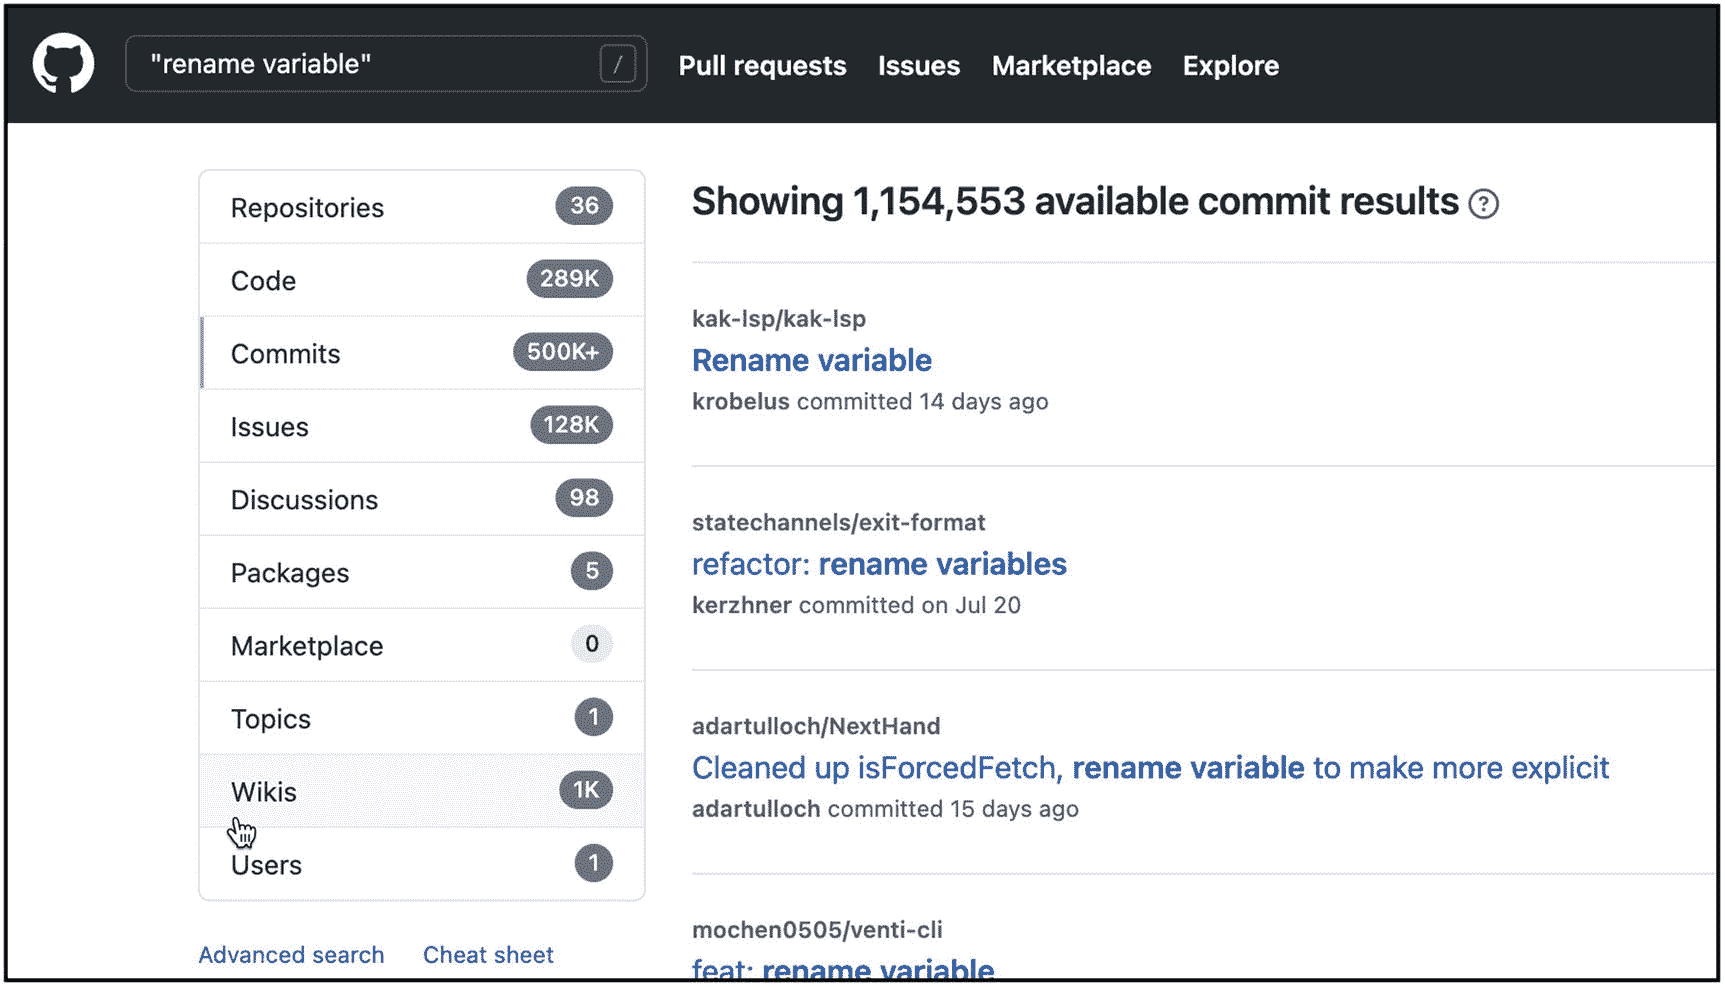 "rename variable" /
Pull requests Issues Marketplace Explore
Repositories 36
Code 289K
Commits 500K+
Issues 128K
Discussions 98
Packages 5
Marketplace 0
Topics 1
Wikis 1K
Users 1
Advanced search Cheat sheet
Showing 1,154,553 available commit results ?
kak-lsp/kak-lsp
Rename variable
krobelus committed 14 days ago
statechannels/exit-format
refactor: rename variables
kerzhner committed on Jul 20
adartulloch/NextHand
Cleaned up isForcedFetch, rename variable to make more explicit
adartulloch committed 15 days ago
mochen0505/venti-cli
feat: rename variable